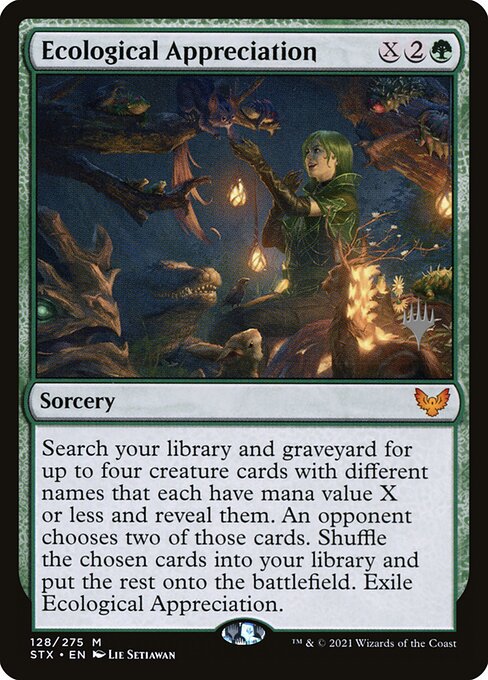 Ecological Appreciation X 2
Sorcery
Search your library and graveyard for
up to four creature cards with different
names that each have mana value X
or less and reveal them. An opponent
chooses two of those cards. Shuffle
the chosen cards into your library and
put the rest onto the battlefield. Exile
Ecological Appreciation.
128/275 M
STX • EN Lie Setiawan
™ & © 2021 Wizards of the Coast